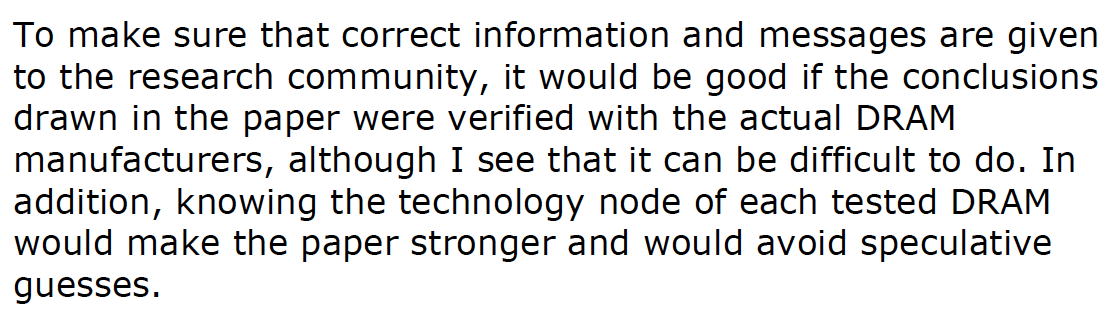 To make sure that correct information and messages are given
to the research community, it would be good if the conclusions
drawn in the paper were verified with the actual DRAM
manufacturers, although I see that it can be difficult to do. In
addition, knowing the technology node of each tested DRAM
would make the paper stronger and would avoid speculative
guesses.